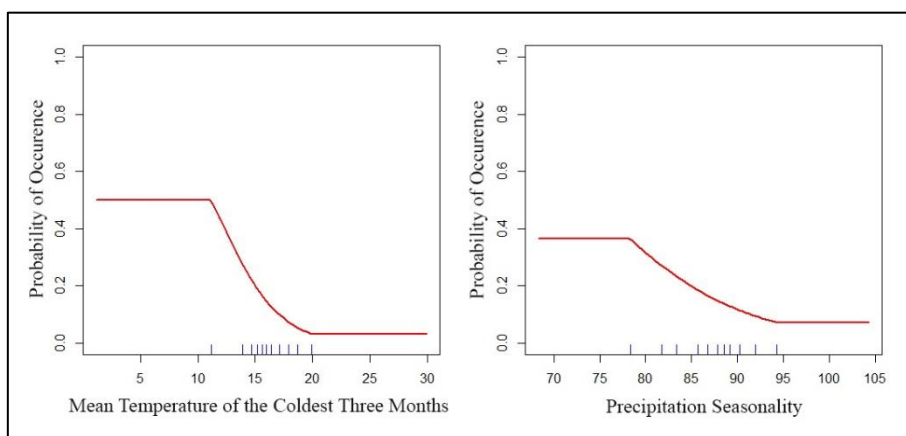 1.0
0.8
0.6
0.4
0.2
0.0
Probability of Occurence
5 10 15 20 25 30
Mean Temperature of the Coldest Three Months
1.0
0.8
0.6
0.4
0.2
0.0
Probability of Occurence
70 75 80 85 90 95 100 105
Precipitation Seasonality